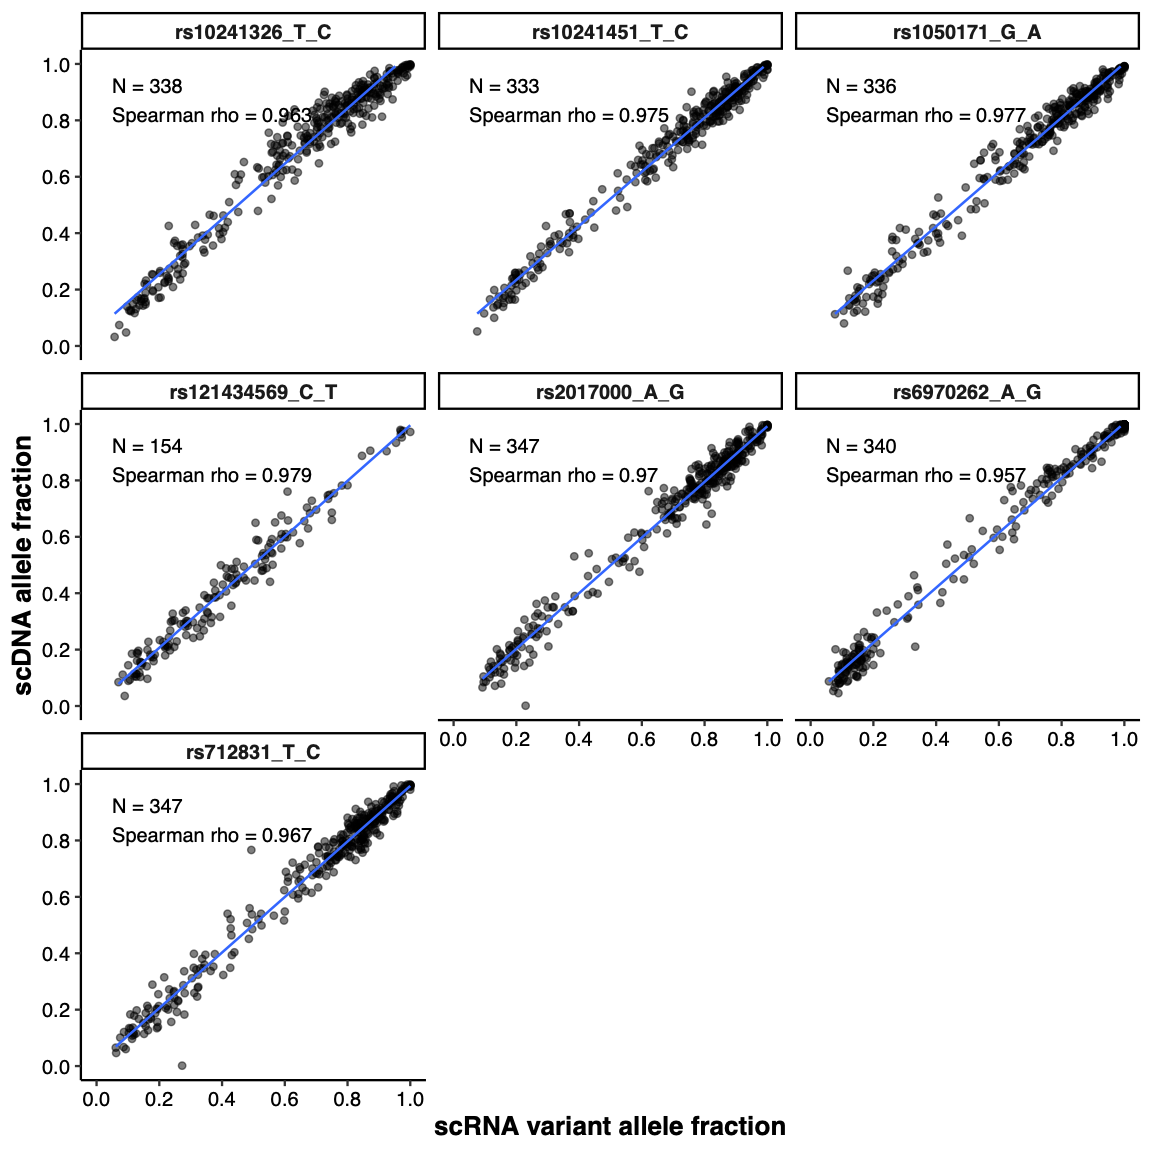 rs10241326_T_C
rs10241451_T_C
rs1050171_G_A
1.0
0.8
0.6
0.4
0.2
0.0
N = 338
Spearman rho = 0.963
N = 333
Spearman rho = 0.975
N = 336
Spearman rho = 0.977
rs121434569_C_T
rs2017000_A_G
rs6970262_A_G
1.0
0.8
0.6
0.4
0.2
0.0
N = 154
Spearman rho = 0.979
N = 347
Spearman rho = 0.97
N = 340
Spearman rho = 0.957
0.0 0.2 0.4 0.6 0.8 1.0
0.0 0.2 0.4 0.6 0.8 1.0
scDNA allele fraction
rs712831_T_C
1.0
0.8
0.6
0.4
0.2
0.0
N = 347
Spearman rho = 0.967
0.0 0.2 0.4 0.6 0.8 1.0
scRNA variant allele fraction